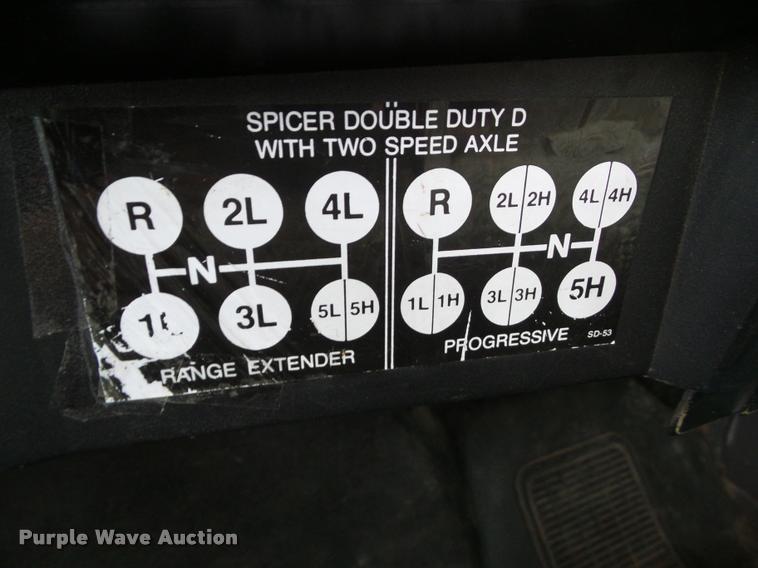 SPICER DOUBLE DUTY D
WITH TWO SPEED AXLE
R 2L 4L
N
3L 5L 5H
RANGE EXTENDER
R 2L 2H 4L 4H
N
1L 1H 3L 3H 5H
PROGRESSIVE SD-53
Purple Wave Auction